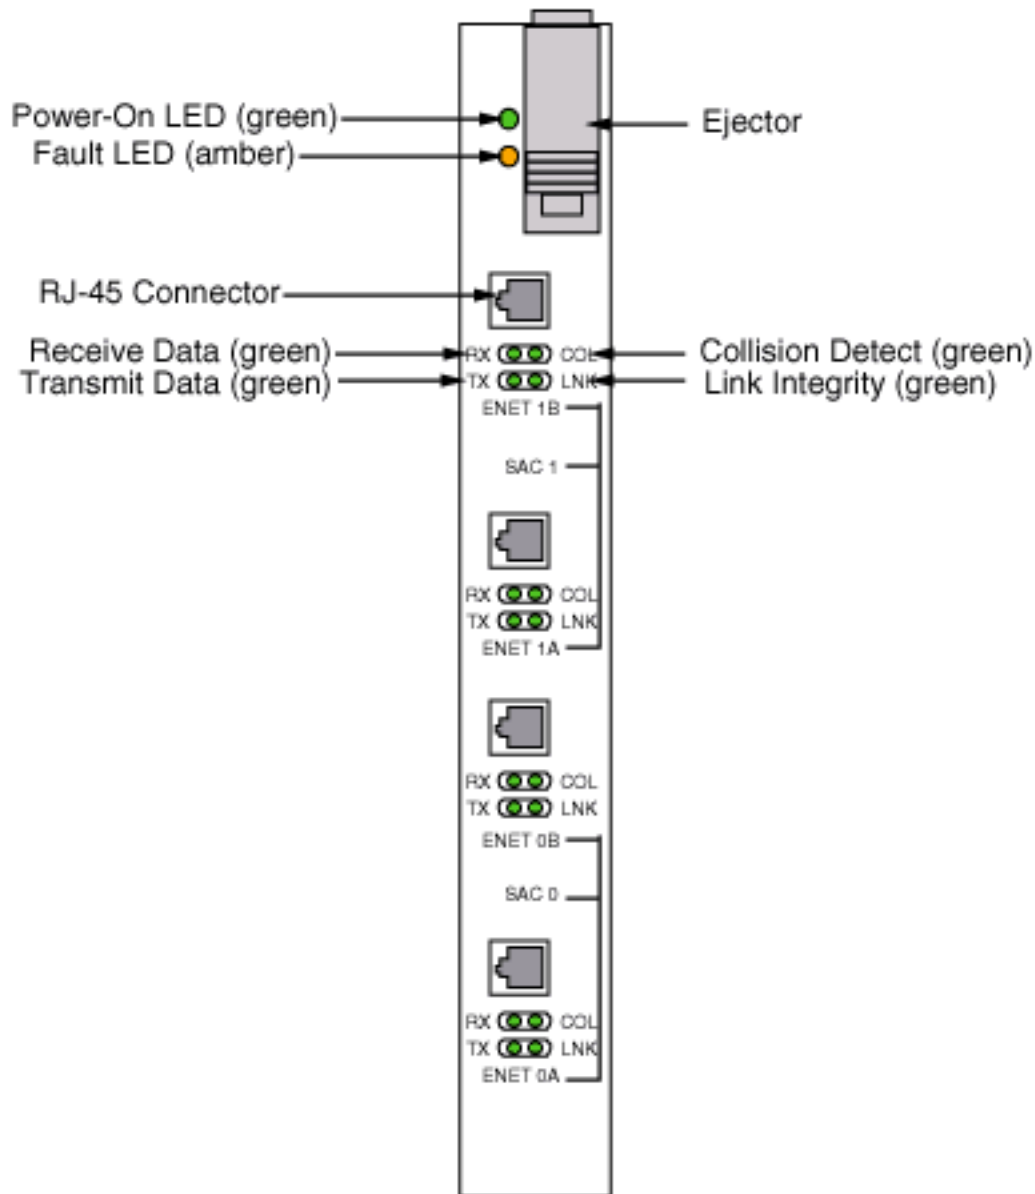 Power-On LED (green)
Ejector
Fault LED (amber)
RJ-45 Connector
Receive Data (green)
RX COL
Collision Detect (green)
Transmit Data (green)
TX LNK
Link Integrity (green)
ENET 1B
SAC 1
RX COL
TX LNK
ENET 1A
RX COL
TX LNK
ENET 0B
SAC 0
RX COL
TX LNK
ENET 0A